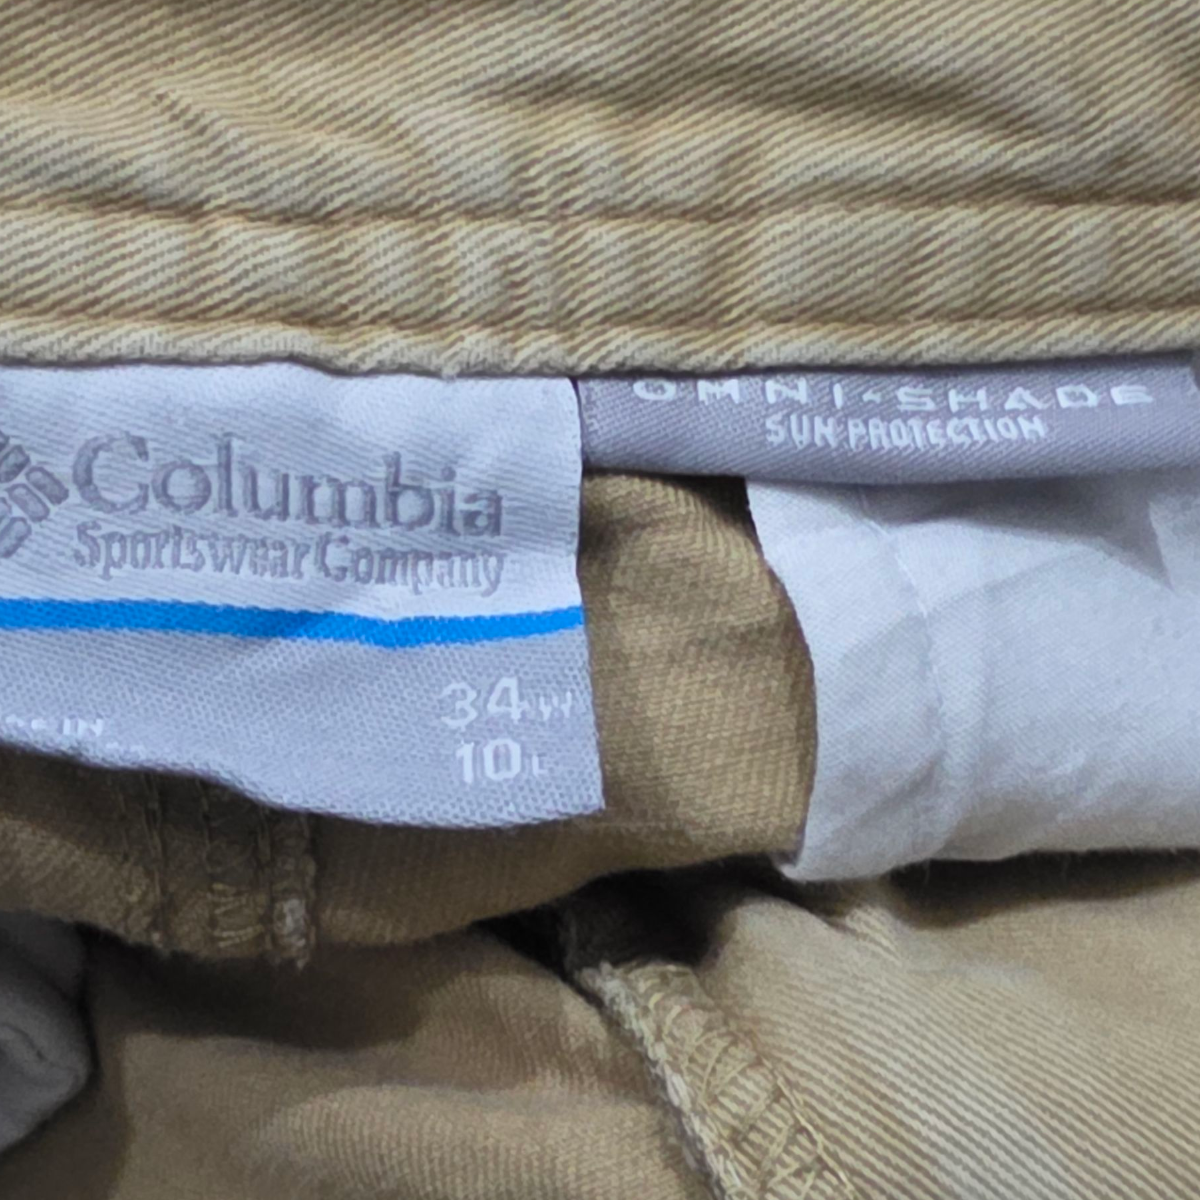 Columbia
Sportswear Company
34 W
10 L
OMNI-SHADE
SUN PROTECTION